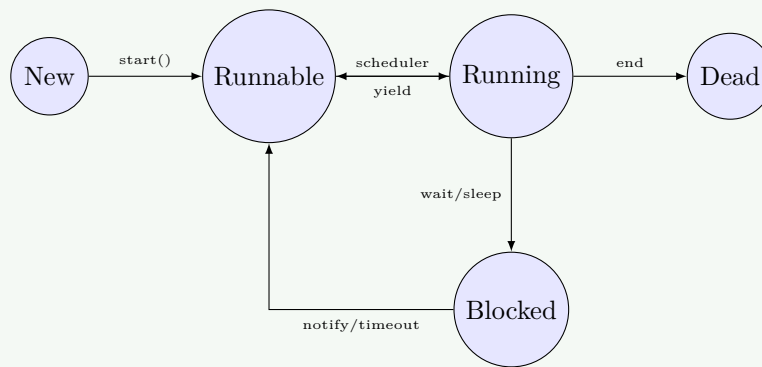 New
start()
Runnable
scheduler
yield
Running
end
Dead
wait/sleep
Blocked
notify/timeout